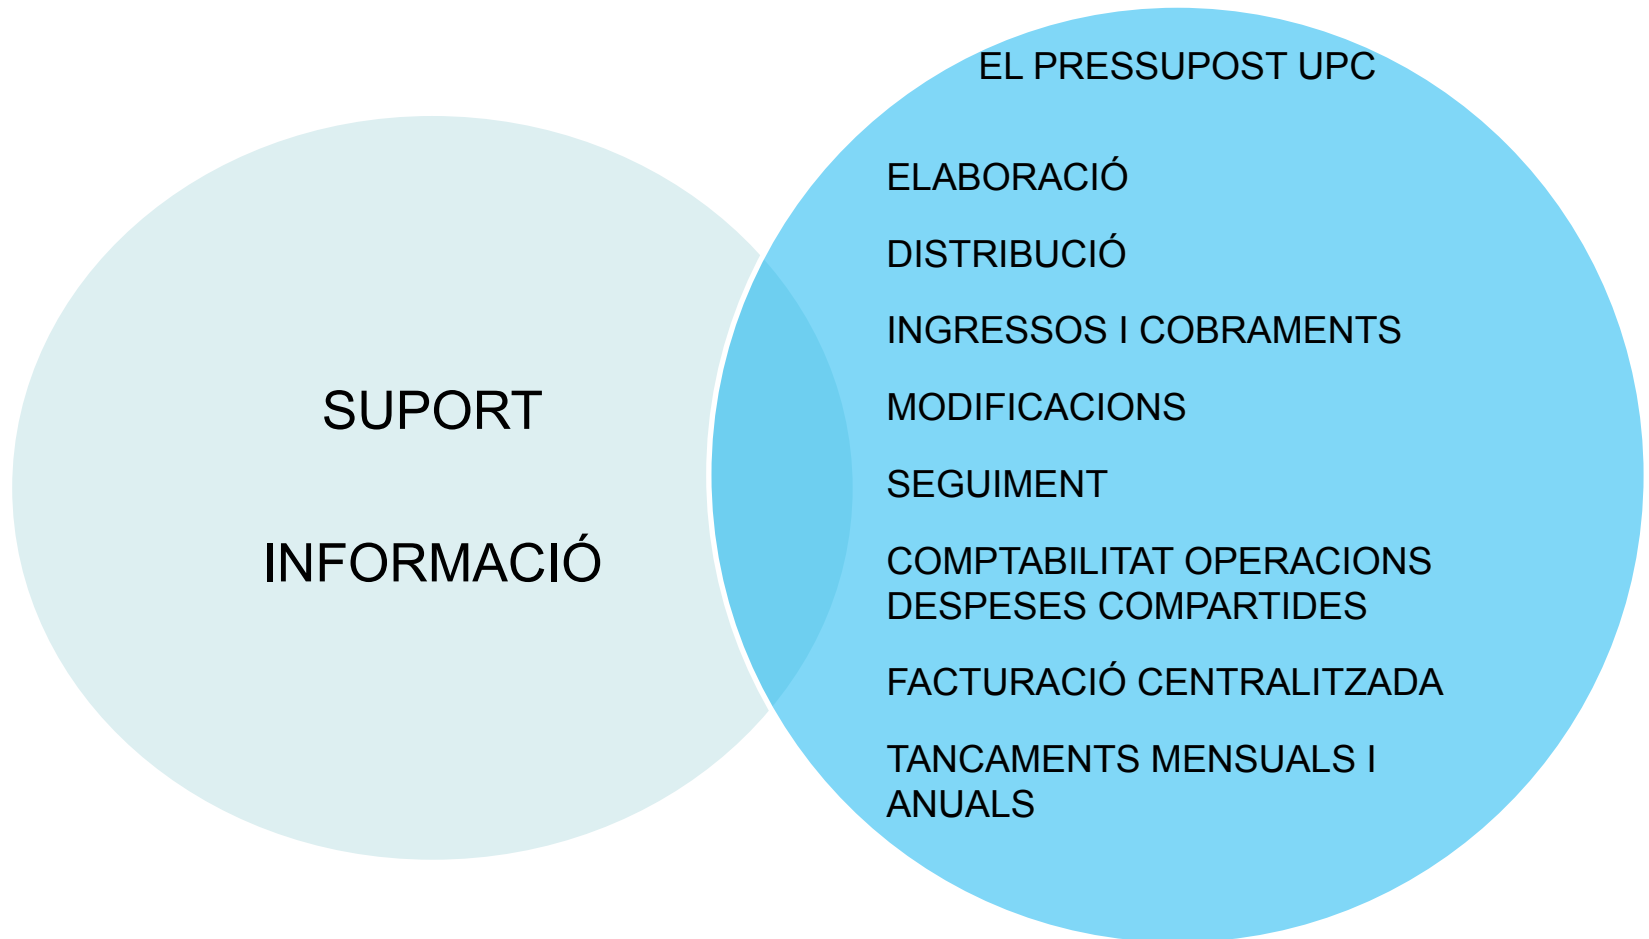 SUPORT
INFORMACIÓ
EL PRESSUPOST UPC
ELABORACIÓ
DISTRIBUCIÓ
INGRESSOS I COBRAMENTS
MODIFICACIONS
SEGUIMENT
COMPTABILITAT OPERACIONS
DESPESES COMPARTIDES
FACTURACIÓ CENTRALITZADA
TANCAMENTS MENSUALS I
ANUALS